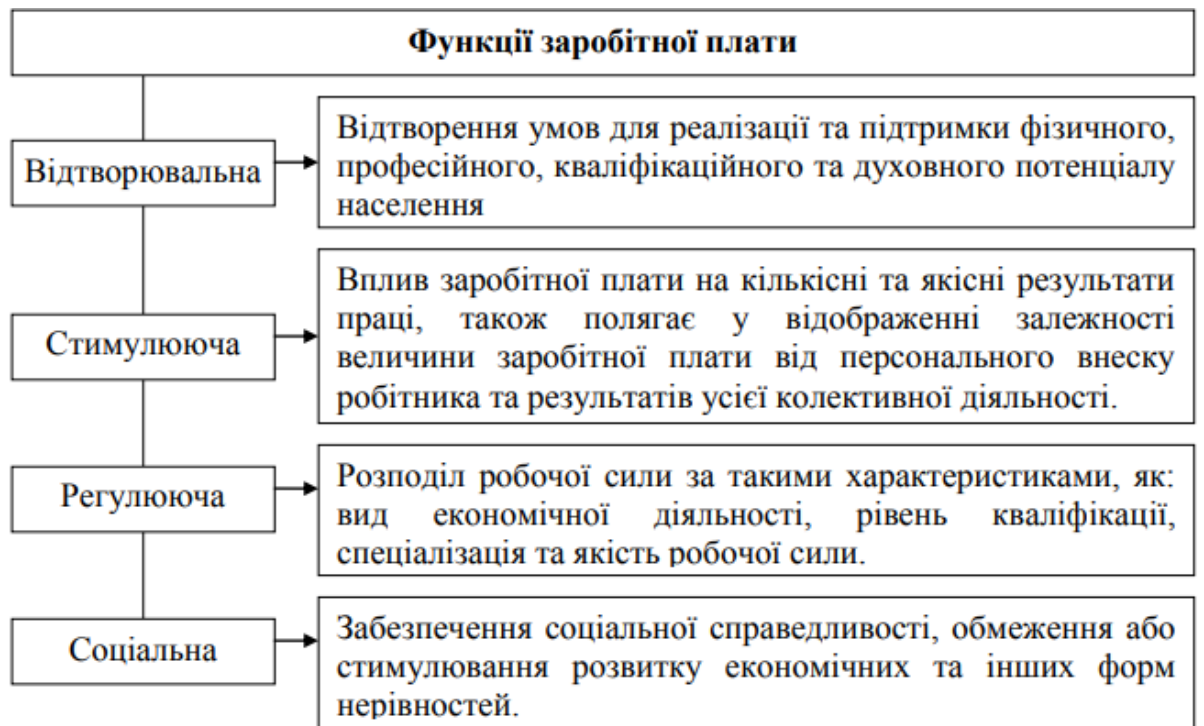 Функції заробітної плати
Відтворювальна
Відтворення умов для реалізації та підтримки фізичного,
професійного, кваліфікаційного та духовного потенціалу
населення
Стимулююча
Вплив заробітної плати на кількісні та якісні результати
праці, також полягає у відображенні залежності
величини заробітної плати від персонального внеску
робітника та результатів усієї колективної діяльності.
Регулююча
Розподіл робочої сили за такими характеристиками, як:
вид економічної діяльності, рівень кваліфікації,
спеціалізація та якість робочої сили.
Соціальна
Забезпечення соціальної справедливості, обмеження або
стимулювання розвитку економічних та інших форм
нерівностей.